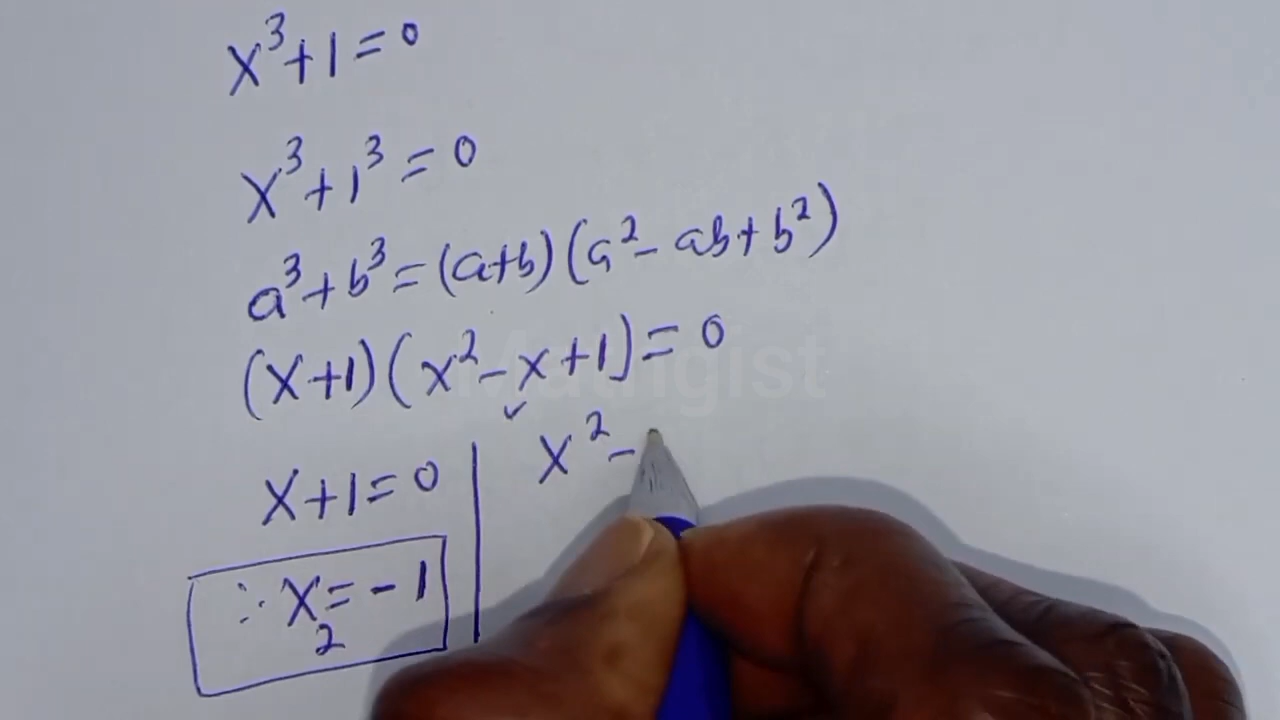 x³+1=0
x³+1³=0
a³+b³=(a+b)(a²-ab+b²)
(x+1)(x²-x+1)=0
x+1=0
∴ x₂=-1
✓
x²-
Mathgist